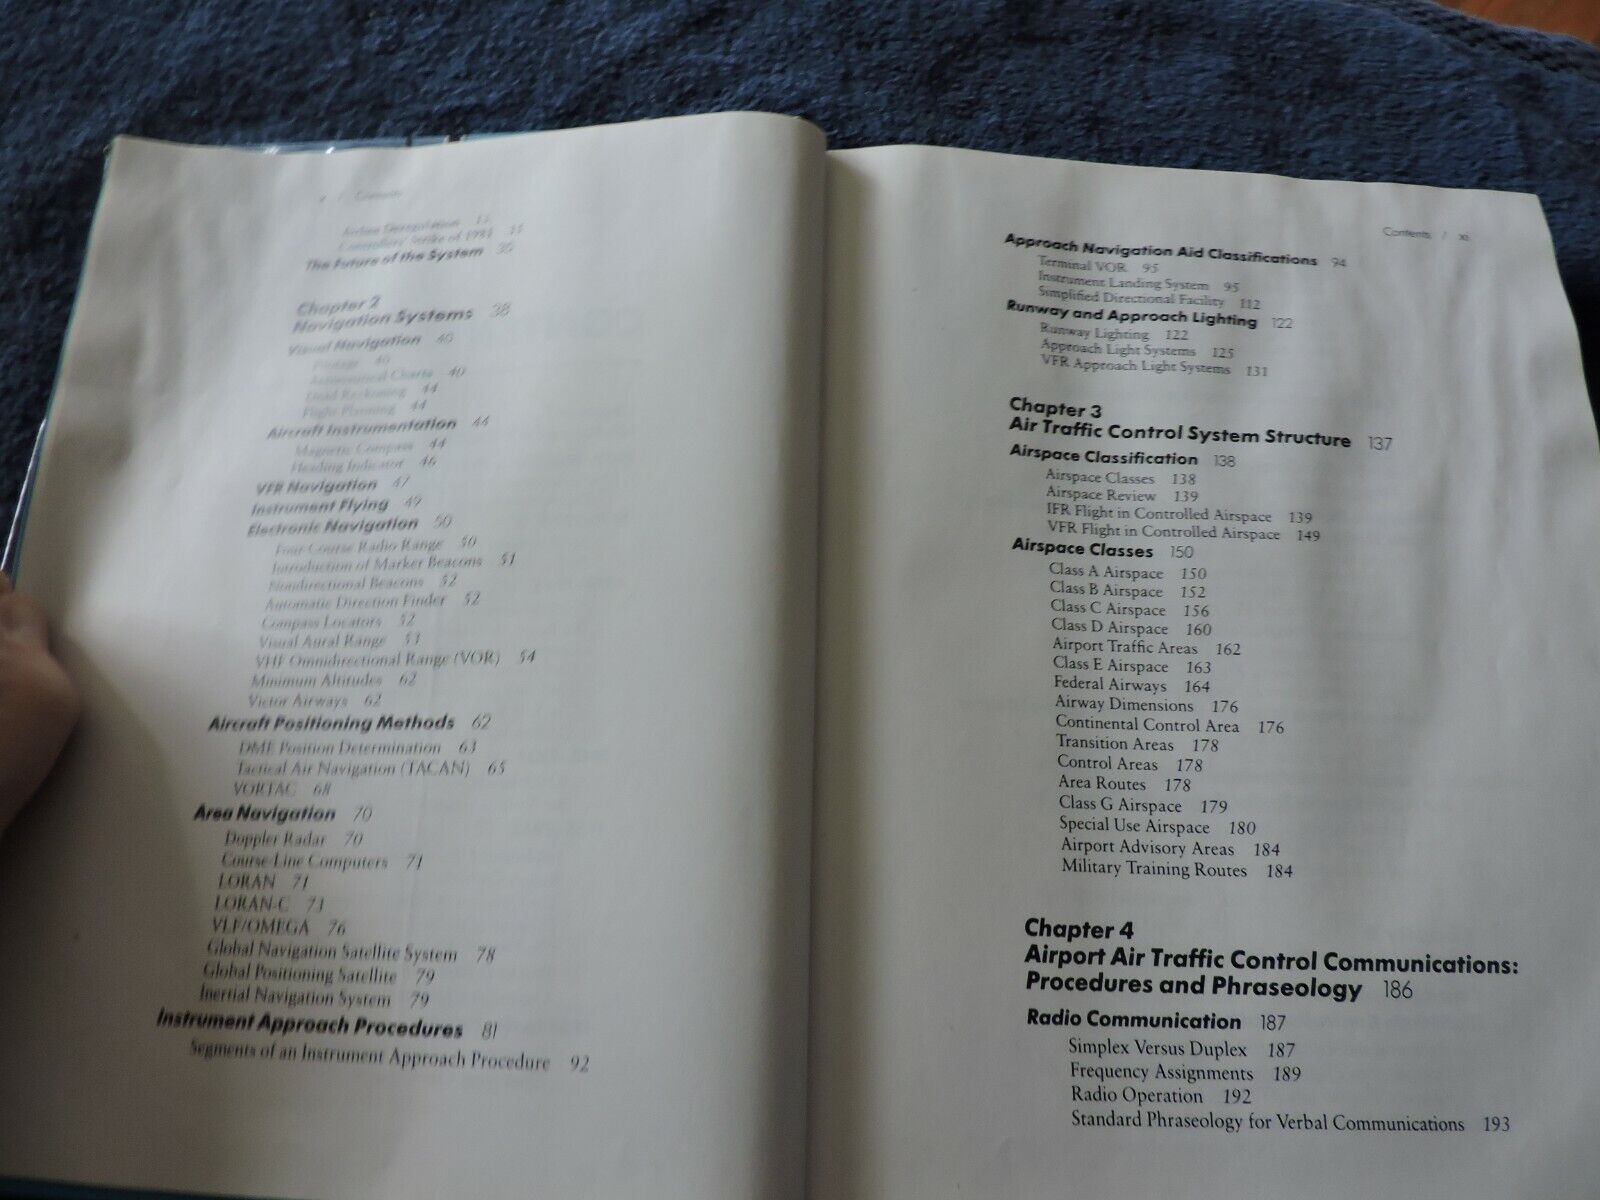 x / Contents
Airline Deregulation
Controllers' Strike of 1981 35
The Future of the System
Chapter 2
Navigation Systems 38
Visual Navigation 40
Pilotage 40
Aeronautical Charts 40
Dead Reckoning 44
Flight Planning 44
Aircraft Instrumentation 44
Magnetic Compass 44
Heading Indicator 46
VFR Navigation 47
Instrument Flying 49
Electronic Navigation 50
Four Course Radio Range 50
Introduction of Marker Beacons 51
Nondirectional Beacons 52
Automatic Direction Finder 52
Compass Locators 52
Visual Aural Range 53
VHF Omnidirectional Range (VOR) 54
Minimum Altitudes 62
Victor Airways 62
Aircraft Positioning Methods 62
DME Position Determination 63
Tactical Air Navigation (TACAN) 65
VORTAC 68
Area Navigation 70
Doppler Radar 70
Course-Line Computers 71
LORAN 71
LORAN-C 73
VLF/OMEGA 76
Global Navigation Satellite System 78
Global Positioning Satellite 79
Inertial Navigation System 79
Instrument Approach Procedures 81
Segments of an Instrument Approach Procedure 92
Contents / xi
Approach Navigation Aid Classifications 94
Terminal VOR 95
Instrument Landing System 95
Simplified Directional Facility 112
Runway and Approach Lighting 122
Runway Lighting 122
Approach Light Systems 125
VFR Approach Light Systems 131
Chapter 3
Air Traffic Control System Structure 137
Airspace Classification 138
Airspace Classes 138
Airspace Review 139
IFR Flight in Controlled Airspace 139
VFR Flight in Controlled Airspace 149
Airspace Classes 150
Class A Airspace 150
Class B Airspace 152
Class C Airspace 156
Class D Airspace 160
Airport Traffic Areas 162
Class E Airspace 163
Federal Airways 164
Airway Dimensions 176
Continental Control Area 176
Transition Areas 178
Control Areas 178
Area Routes 178
Class G Airspace 179
Special Use Airspace 180
Airport Advisory Areas 184
Military Training Routes 184
Chapter 4
Airport Air Traffic Control Communications:
Procedures and Phraseology 186
Radio Communication 187
Simplex Versus Duplex 187
Frequency Assignments 189
Radio Operation 192
Standard Phraseology for Verbal Communications 193